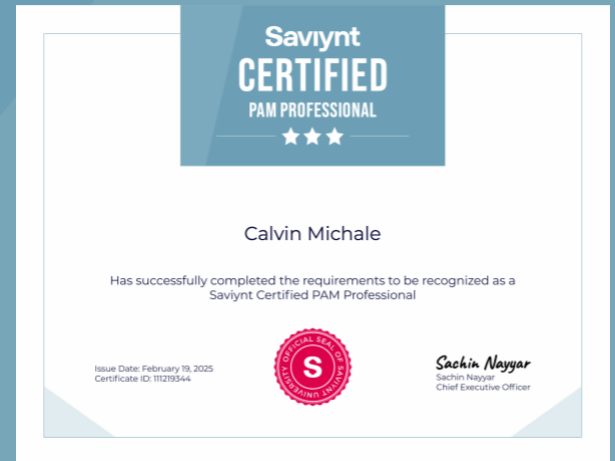 Savıynt
CERTIFIED
PAM PROFESSIONAL
Calvin Michale
Has successfully completed the requirements to be recognized as a
Saviynt Certified PAM Professional
Issue Date: February 19, 2025
Certificate ID: 111219344
OFFICIAL SEAL OF SAVIYNT UNIVERSITY
S
Sachin Nayyar
Sachin Nayyar
Chief Executive Officer